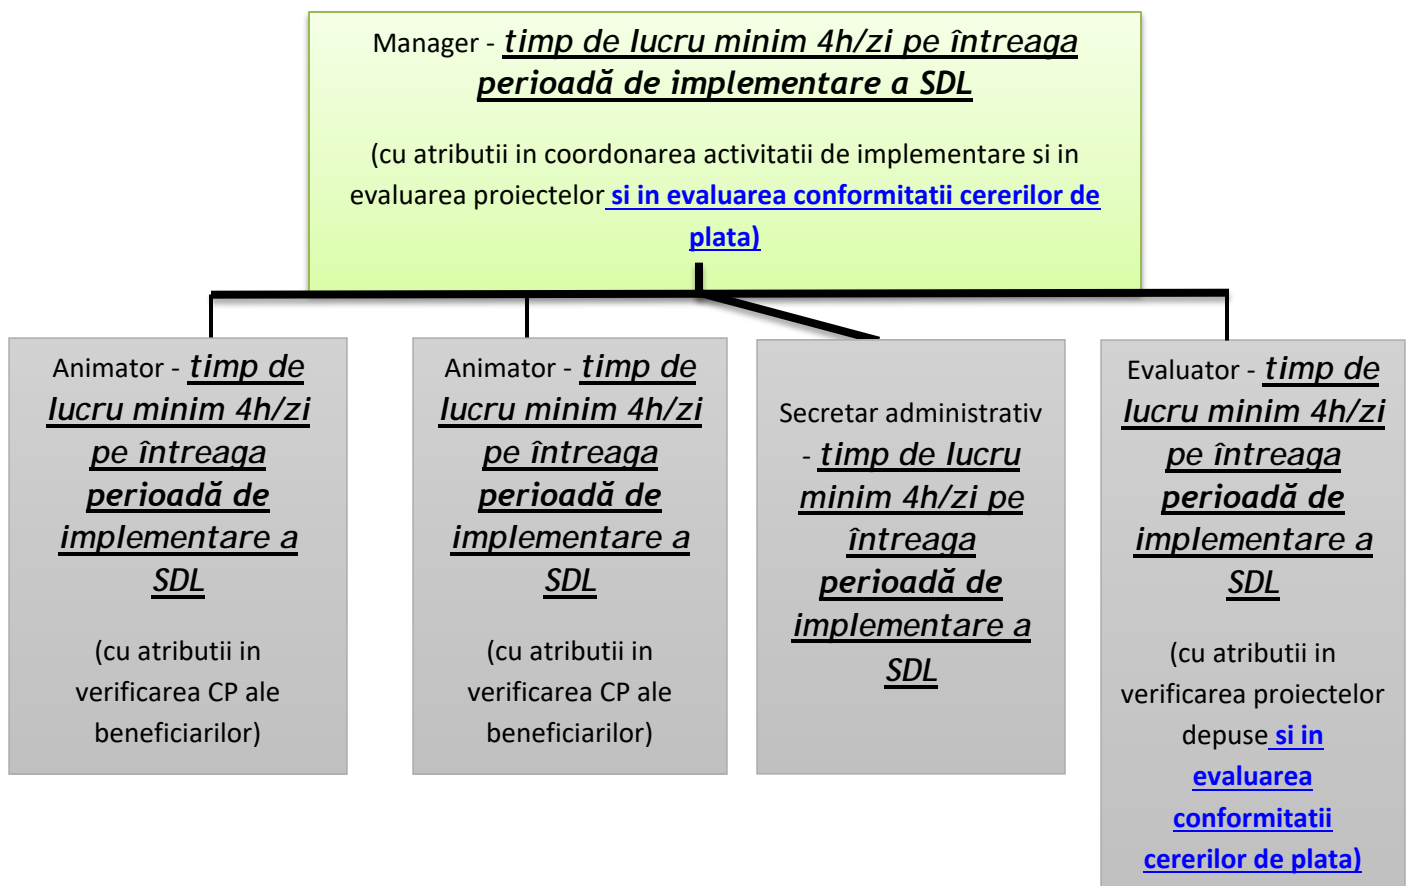 Manager - timp de lucru minim 4h/zi pe întreaga
perioadă de implementare a SDL
(cu atributii in coordonarea activitatii de implementare si in
evaluarea proiectelor si in evaluarea conformitatii cererilor de
plata)
Animator - timp de
lucru minim 4h/zi
pe întreaga
perioadă de
implementare a
SDL
(cu atributii in
verificarea CP ale
beneficiarilor)
Animator - timp de
lucru minim 4h/zi
pe întreaga
perioadă de
implementare a
SDL
(cu atributii in
verificarea CP ale
beneficiarilor)
Secretar administrativ
- timp de lucru
minim 4h/zi pe
întreaga
perioadă de
implementare a
SDL
Evaluator - timp de
lucru minim 4h/zi
pe întreaga
perioadă de
implementare a
SDL
(cu atributii in
verificarea proiectelor
depuse si in
evaluarea
conformitatii
cererilor de plata)